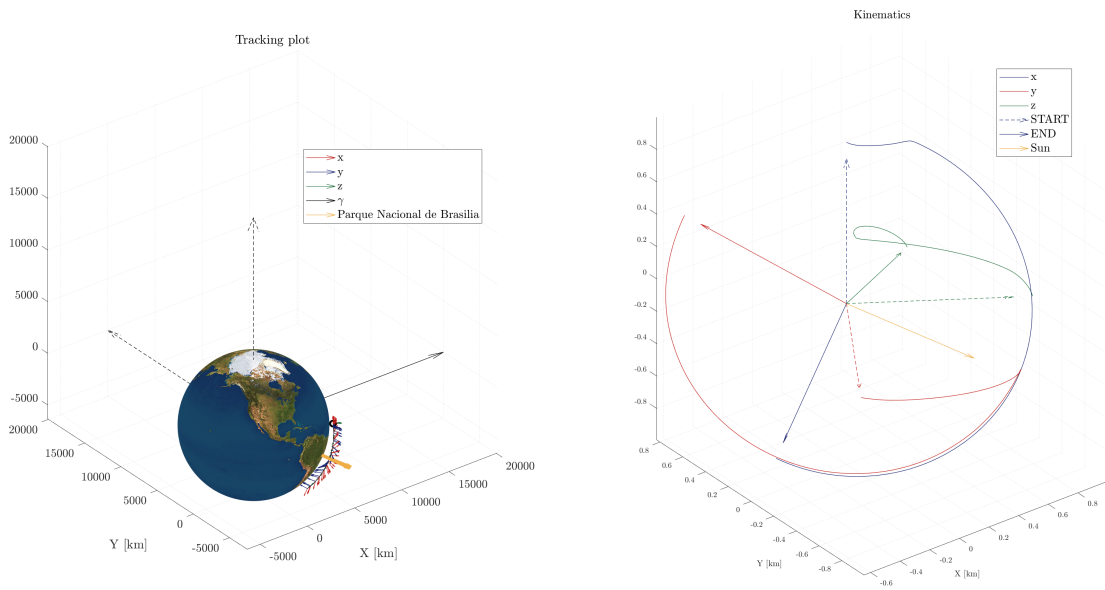 Tracking plot
x
y
z
γ
Parque Nacional de Brasilia
20000
15000
10000
5000
0
-5000
20000
15000
10000
5000
0
-5000
Y [km]
-5000
0
5000
10000
15000
20000
X [km]
Kinematics
x
y
z
START
END
Sun
0.8
0.6
0.4
0.2
0
-0.2
-0.4
-0.6
-0.8
0.8
0.6
0.4
0.2
0
-0.2
-0.4
-0.6
-0.8
Y [km]
-0.6
-0.4
-0.2
0
0.2
0.4
0.6
0.8
X [km]